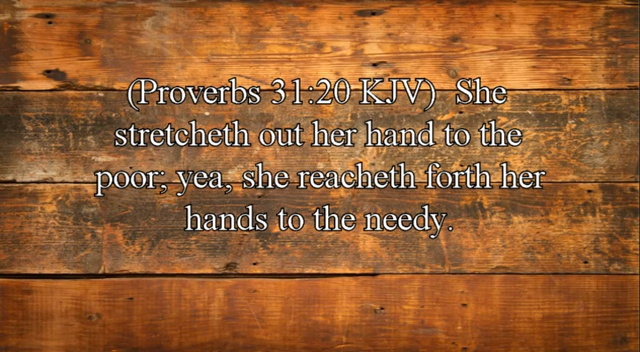 (Proverbs 31:20 KJV)  She
stretcheth out her hand to the
poor; yea, she reacheth forth her
hands to the needy.